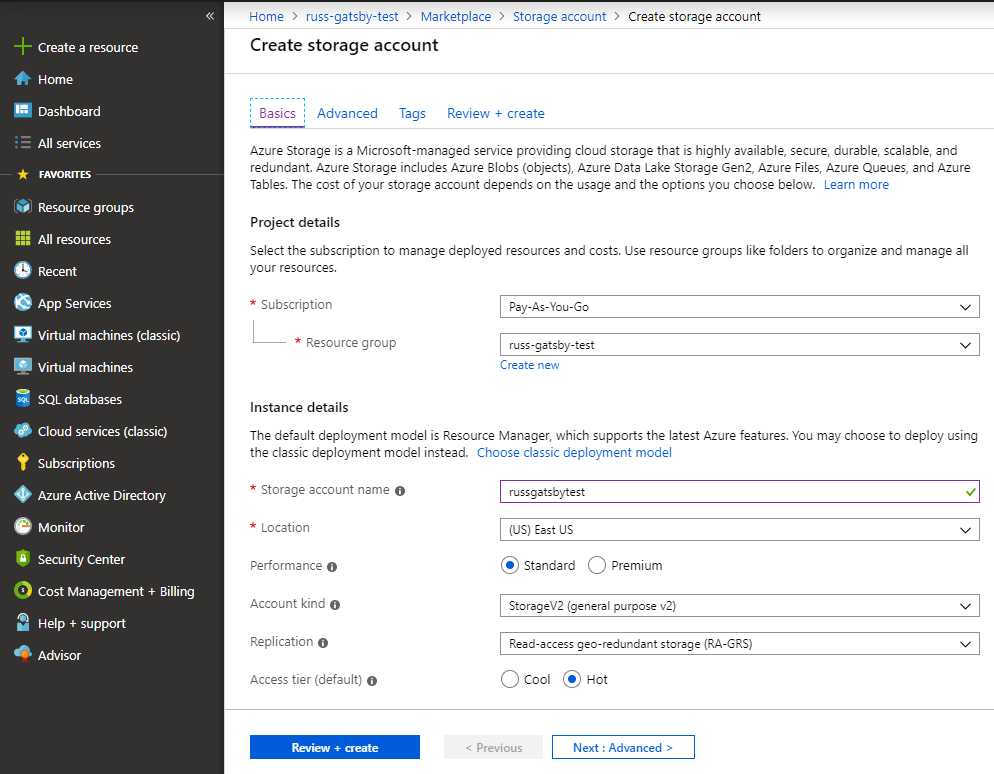 «
Create a resource
Home
Dashboard
All services
FAVORITES
Resource groups
All resources
Recent
App Services
Virtual machines (classic)
Virtual machines
SQL databases
Cloud services (classic)
Subscriptions
Azure Active Directory
Monitor
Security Center
Cost Management + Billing
Help + support
Advisor
Home > russ-gatsby-test > Marketplace > Storage account > Create storage account
Create storage account
Basics Advanced Tags Review + create
Azure Storage is a Microsoft-managed service providing cloud storage that is highly available, secure, durable, scalable, and
redundant. Azure Storage includes Azure Blobs (objects), Azure Data Lake Storage Gen2, Azure Files, Azure Queues, and Azure
Tables. The cost of your storage account depends on the usage and the options you choose below. Learn more
Project details
Select the subscription to manage deployed resources and costs. Use resource groups like folders to organize and manage all
your resources.
* Subscription Pay-As-You-Go
* Resource group russ-gatsby-test
Create new
Instance details
The default deployment model is Resource Manager, which supports the latest Azure features. You may choose to deploy using
the classic deployment model instead. Choose classic deployment model
* Storage account name russgatsbytest
* Location (US) East US
Performance Standard Premium
Account kind StorageV2 (general purpose v2)
Replication Read-access geo-redundant storage (RA-GRS)
Access tier (default) Cool Hot
Review + create < Previous Next : Advanced >